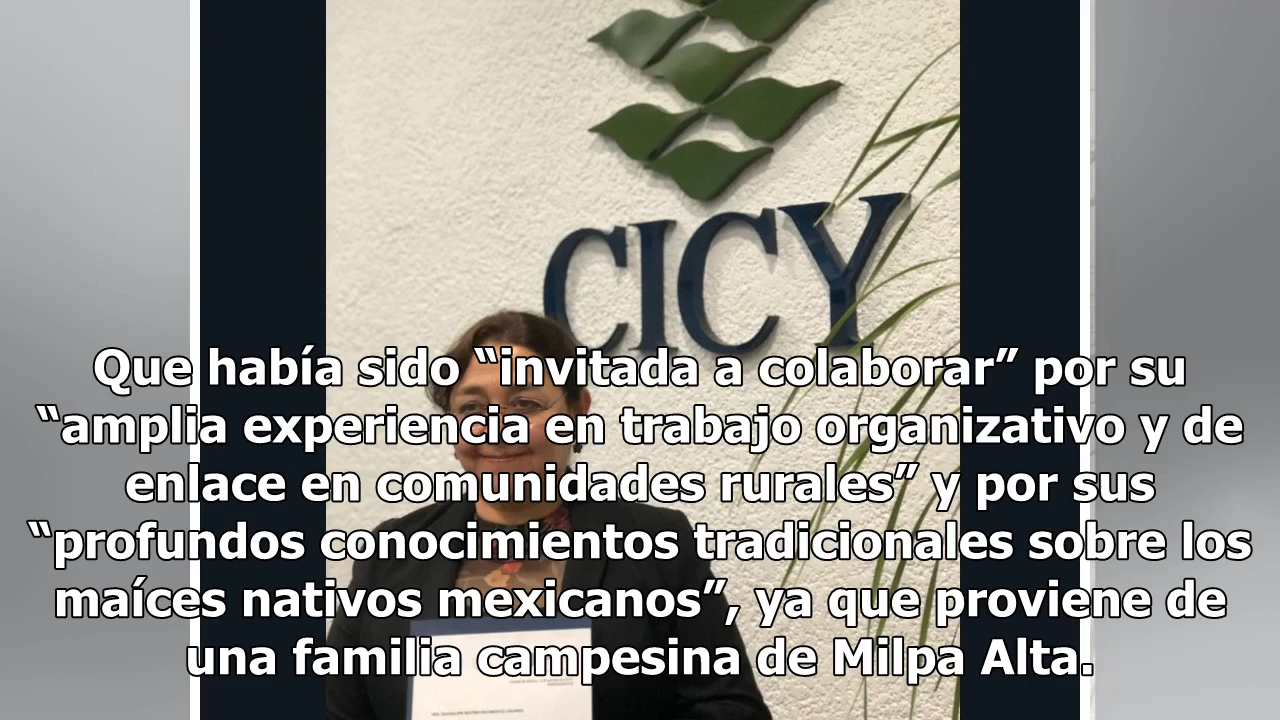 CICY
Que había sido “invitada a colaborar” por su
“amplia experiencia en trabajo organizativo y de
enlace en comunidades rurales” y por sus
“profundos conocimientos tradicionales sobre los
maíces nativos mexicanos”, ya que proviene de
una familia campesina de Milpa Alta.